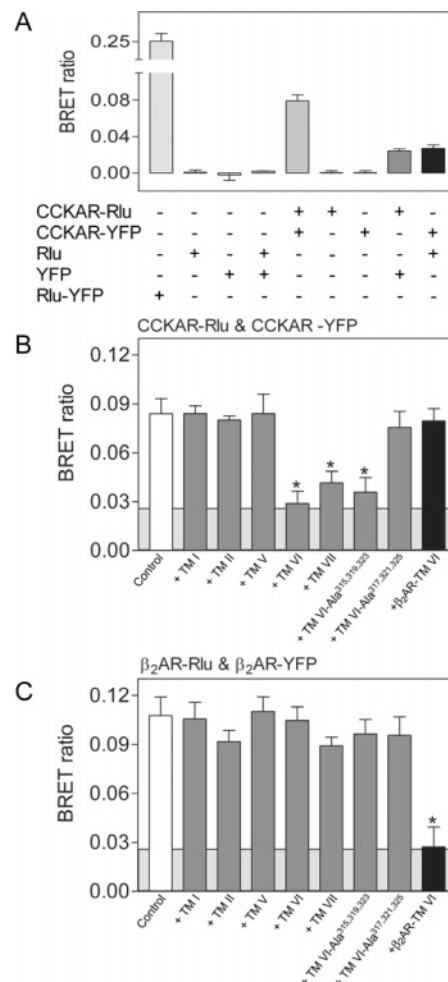 A
BRET ratio
0.25
0.08
0.04
0.00
CCKAR-Rlu - - - - + + - + -
CCKAR-YFP - - - - + - + - +
Rlu - + - + - - - - +
YFP - - + + - - - + -
Rlu-YFP + - - - - - - - -
B
CCKAR-Rlu & CCKAR -YFP
BRET ratio
0.12
0.09
0.06
0.03
0.00
* * *
Control
+ TM I
+ TM II
+ TM V
+ TM VI
+ TM VII
+ TM VI-Ala³¹⁵,³¹⁹,³²³
+ TM VI-Ala³¹⁷,³²¹,³²⁵
+β₂AR-TM VI
C
β₂AR-Rlu & β₂AR-YFP
BRET ratio
0.12
0.09
0.06
0.03
0.00
*
Control
+ TM I
+ TM II
+ TM V
+ TM VI
+ TM VII
+ TM VI-Ala³¹⁵,³¹⁹,³²³
+ TM VI-Ala³¹⁷,³²¹,³²⁵
+β₂AR-TM VI